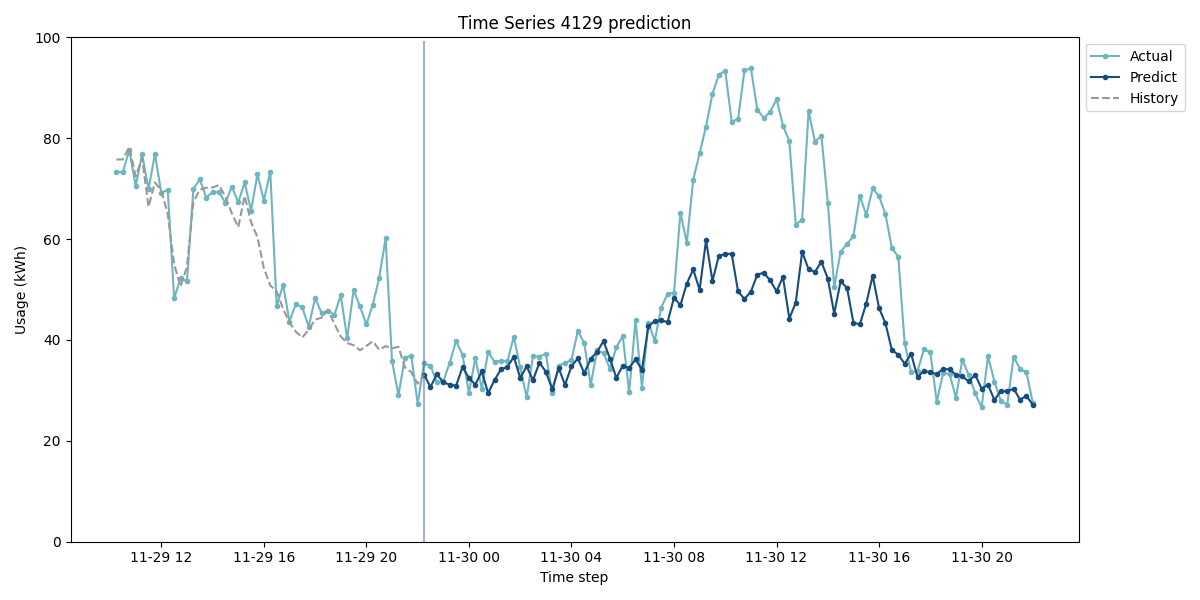 Time Series 4129 prediction
100
80
60
40
20
0
Usage (kWh)
11-29 12
11-29 16
11-29 20
11-30 00
11-30 04
11-30 08
11-30 12
11-30 16
11-30 20
Time step
Actual
Predict
History